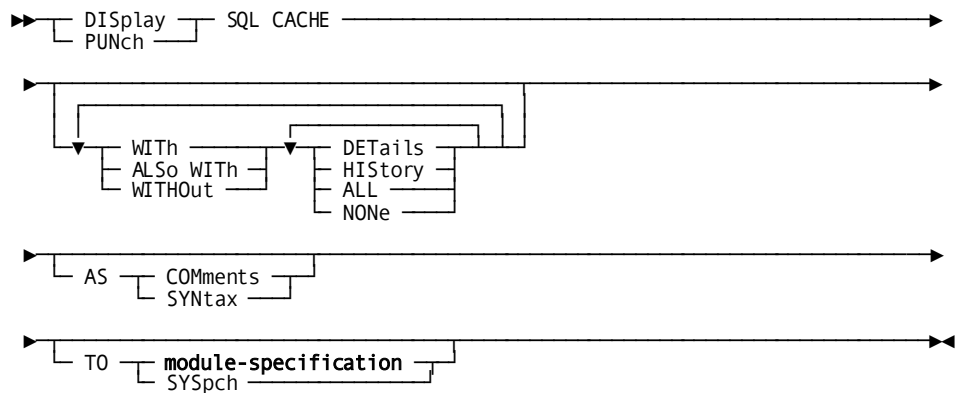 DISplay SQL CACHE
PUNch
WITh DETails
ALSo WITh HIStory
WITHOut ALL
NONe
AS COMments
SYNtax
TO module-specification
SYSpch